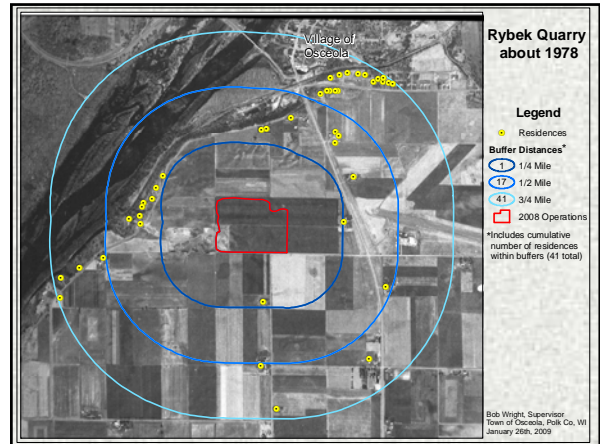 Village of
Osceola
Rybek Quarry
about 1978
Legend
Residences
Buffer Distances*
1 1/4 Mile
17 1/2 Mile
41 3/4 Mile
2008 Operations
*Includes cumulative
number of residences
within buffers (41 total)
Bob Wright, Supervisor
Town of Osceola, Polk Co, WI
January 26th, 2009